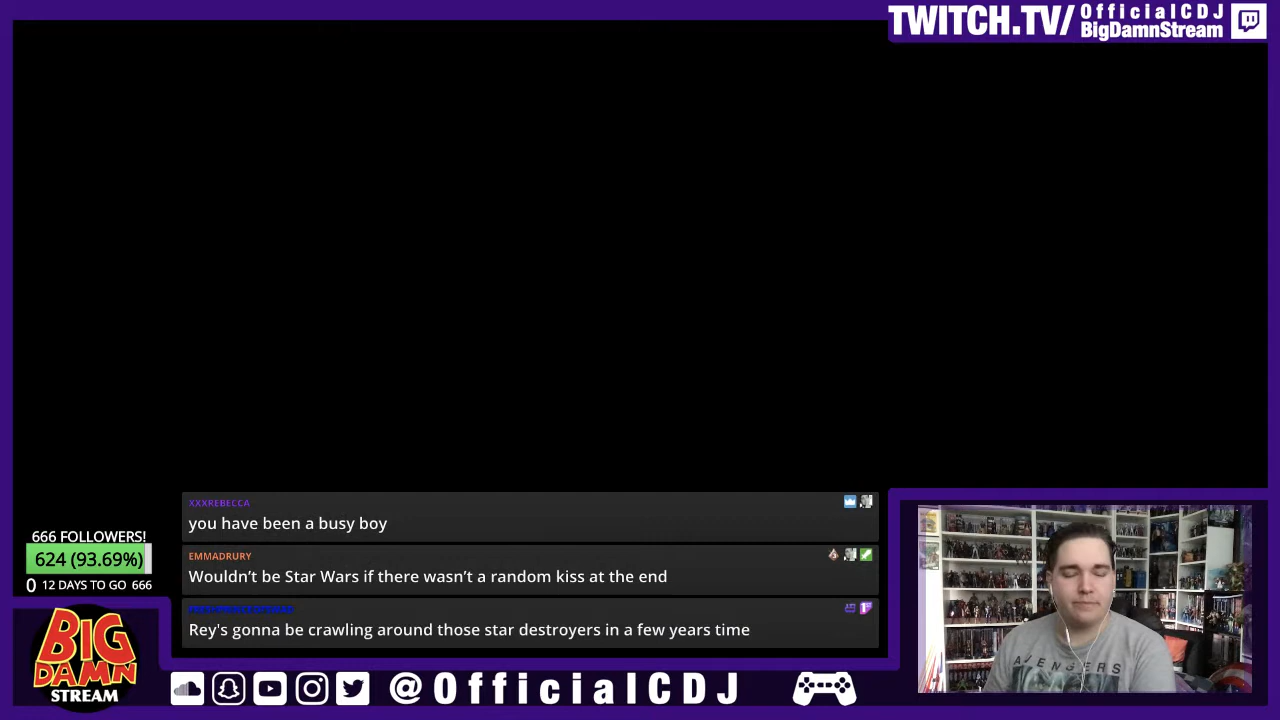 TWITCH.TV/ OfficialCDJ
BigDamnStream
XXXREBECCA
you have been a busy boy
EMMADRURY
Wouldn't be Star Wars if there wasn't a random kiss at the end
Rey's gonna be crawling around those star destroyers in a few years time
666 FOLLOWERS!
624 (93.69%)
0 12 DAYS TO GO 666
BIG
DAMN
STREAM
@OfficialCDJ
AVENGERS